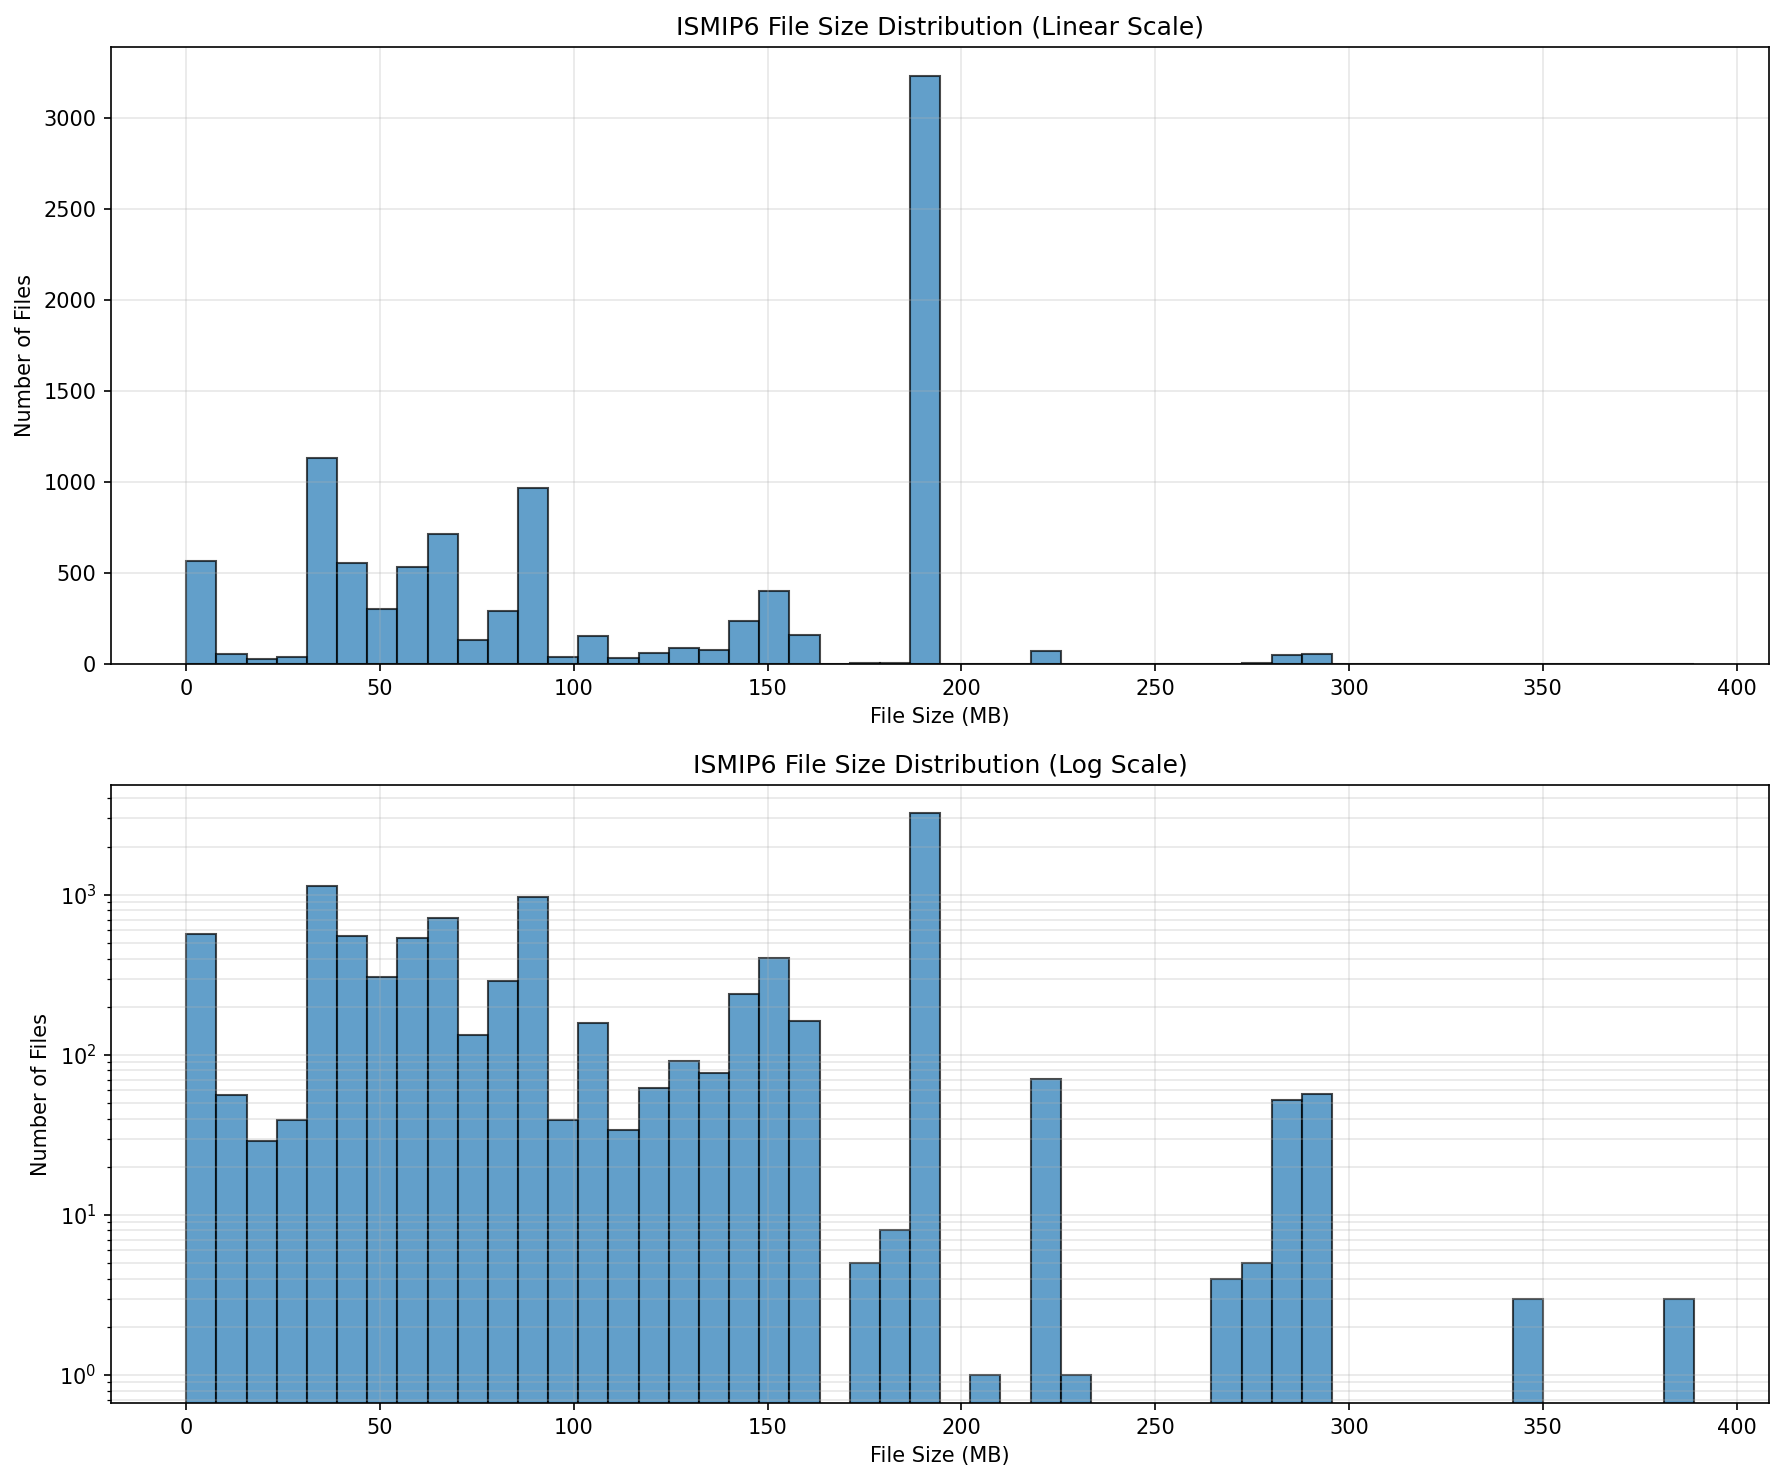 ISMIP6 File Size Distribution (Linear Scale)
Number of Files
3000
2500
2000
1500
1000
500
0
0 50 100 150 200 250 300 350 400
File Size (MB)
ISMIP6 File Size Distribution (Log Scale)
Number of Files
10³
10²
10¹
10⁰
0 50 100 150 200 250 300 350 400
File Size (MB)